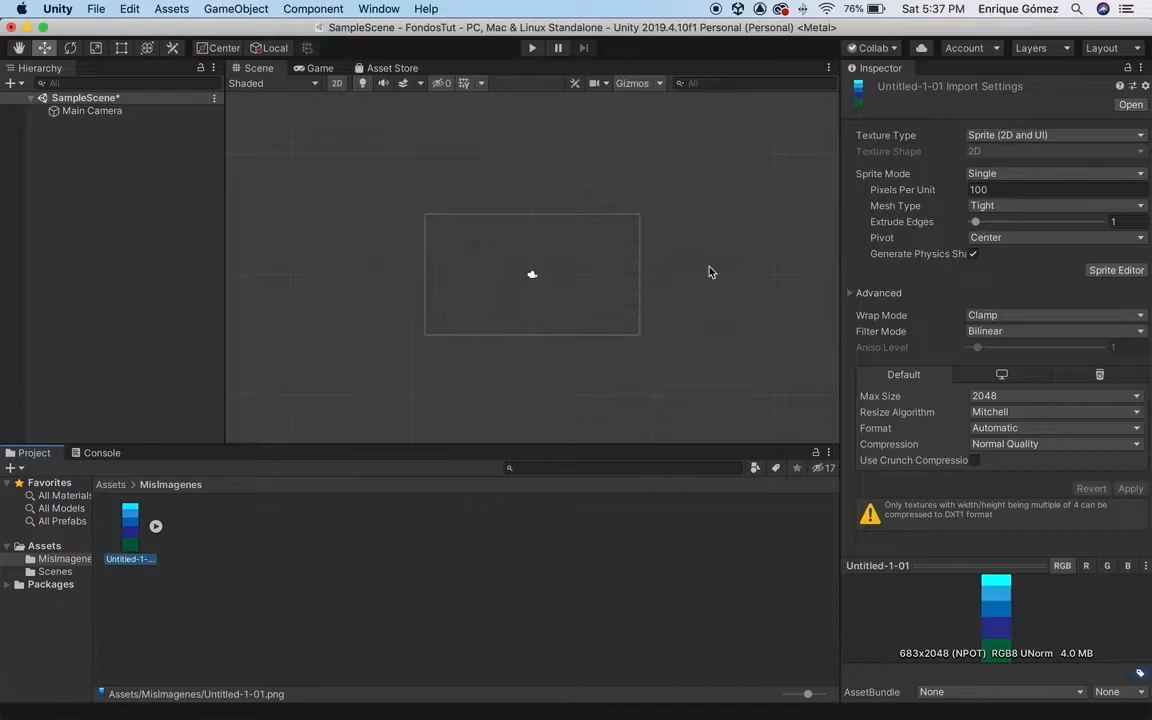 Unity File Edit Assets GameObject Component Window Help 76% Sat 5:37 PM Enrique Gómez
SampleScene - FondosTut - PC, Mac & Linux Standalone - Unity 2019.4.10f1 Personal (Personal) <Metal>
Center Local Collab Account Layers Layout
Hierarchy Scene Game Asset Store Inspector
All Shaded 2D 0 Gizmos All
Untitled-1-01 Import Settings
Open
SampleScene*
Main Camera
Texture Type Sprite (2D and UI)
Texture Shape 2D
Sprite Mode Single
Pixels Per Unit 100
Mesh Type Tight
Extrude Edges 1
Pivot Center
Generate Physics Sha
Sprite Editor
Advanced
Wrap Mode Clamp
Filter Mode Bilinear
Aniso Level 1
Default
Max Size 2048
Resize Algorithm Mitchell
Format Automatic
Compression Normal Quality
Use Crunch Compressio
Revert Apply
Only textures with width/height being multiple of 4 can be
compressed to DXT1 format
Project Console
17
Favorites
All Materials
All Models
All Prefabs
Assets
MisImagene
Scenes
Packages
Assets > MisImagenes
Untitled-1-...
Assets/MisImagenes/Untitled-1-01.png
Untitled-1-01 RGB R G B
683x2048 (NPOT) RGB8 UNorm 4.0 MB
AssetBundle None None